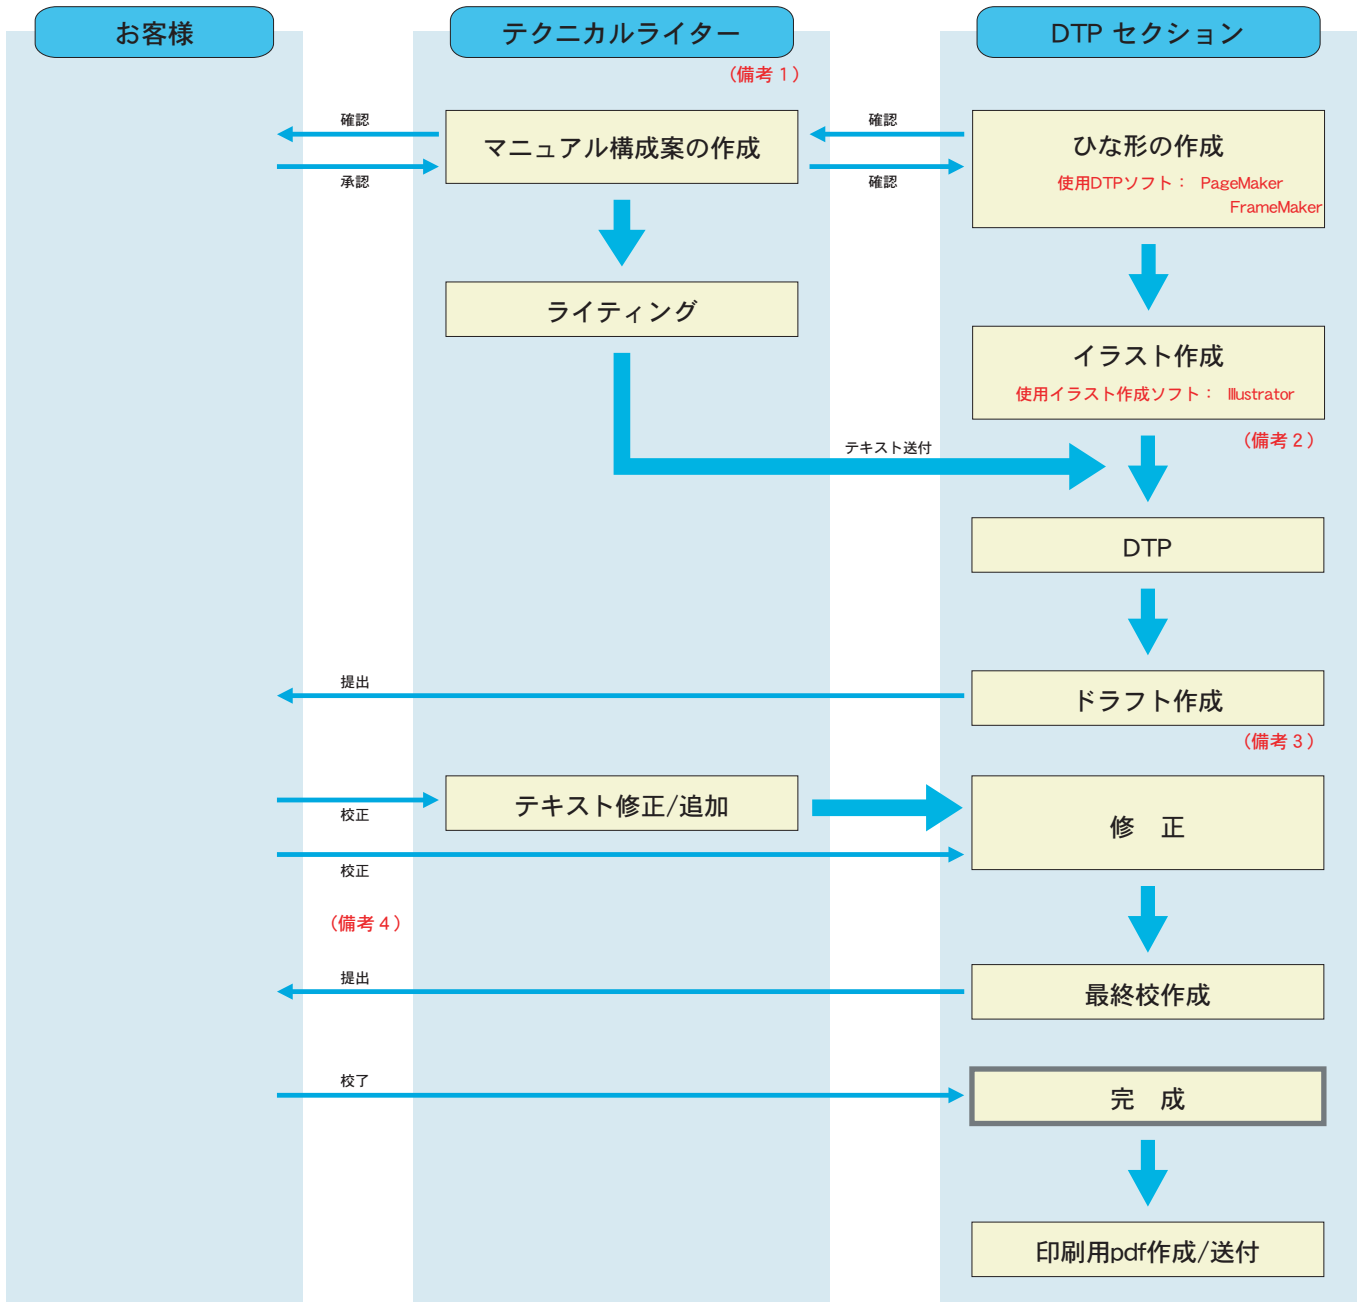 お客様
テクニカルライター
DTP セクション
（備考 1）
確認
承認
マニュアル構成案の作成
確認
確認
ひな形の作成
使用DTPソフト： PageMaker
FrameMaker
ライティング
イラスト作成
使用イラスト作成ソフト： Illustrator
（備考 2）
テキスト送付
DTP
提出
ドラフト作成
（備考 3）
校正
テキスト修正/追加
修　正
校正
（備考 4）
提出
最終校作成
校了
完　成
印刷用pdf作成/送付